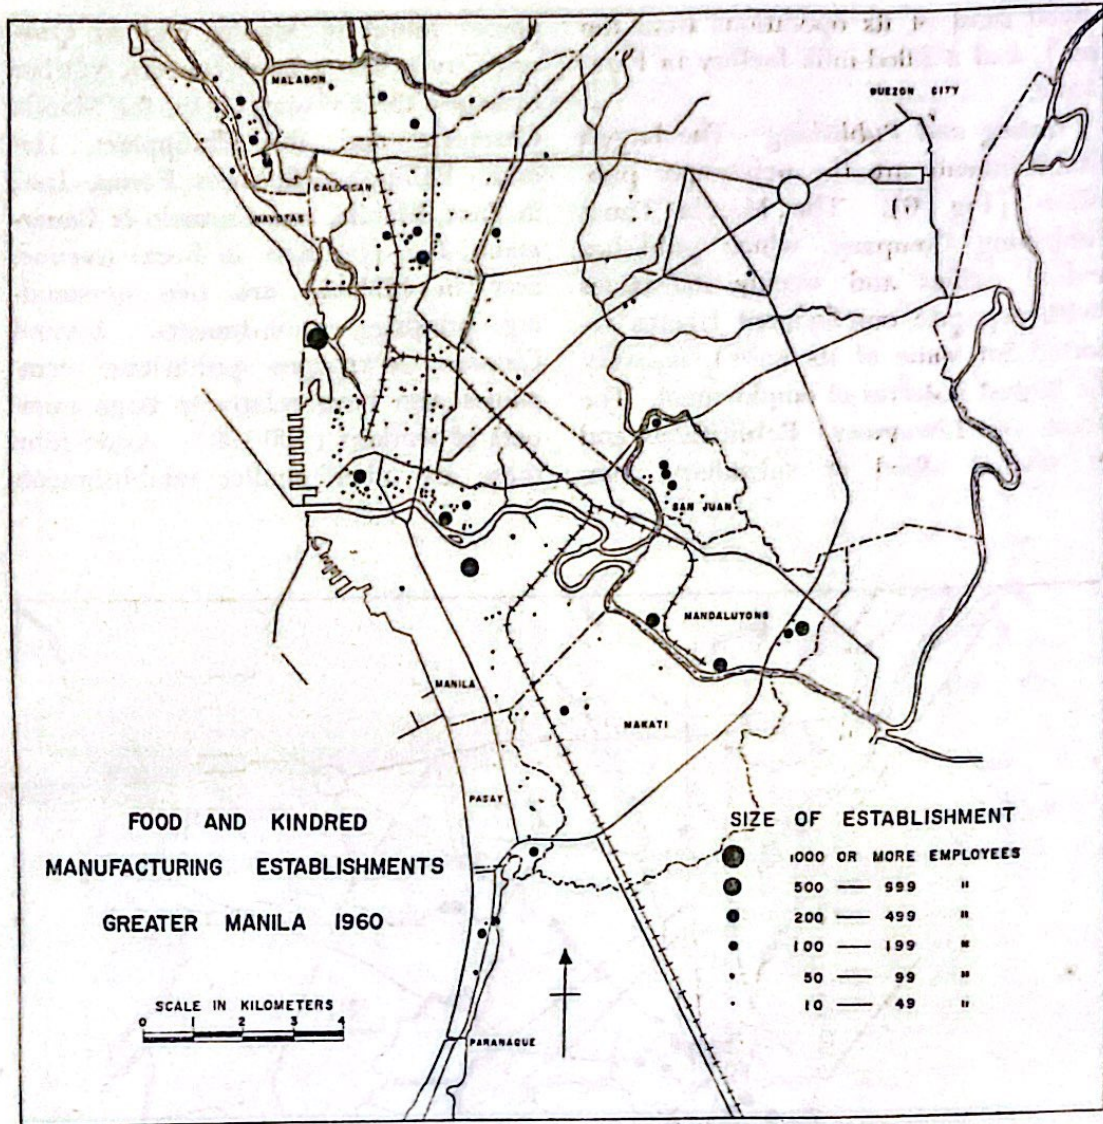 MALABON
QUEZON CITY
CALOOCAN
NAVOTAS
SAN JUAN
MANDALUYONG
MANILA
MAKATI
PASAY
FOOD AND KINDRED
MANUFACTURING ESTABLISHMENTS
GREATER MANILA 1960
SCALE IN KILOMETERS
0 1 2 3 4
SIZE OF ESTABLISHMENT
1000 OR MORE EMPLOYEES
500 — 999 "
200 — 499 "
100 — 199 "
50 — 99 "
10 — 49 "
PARANAQUE